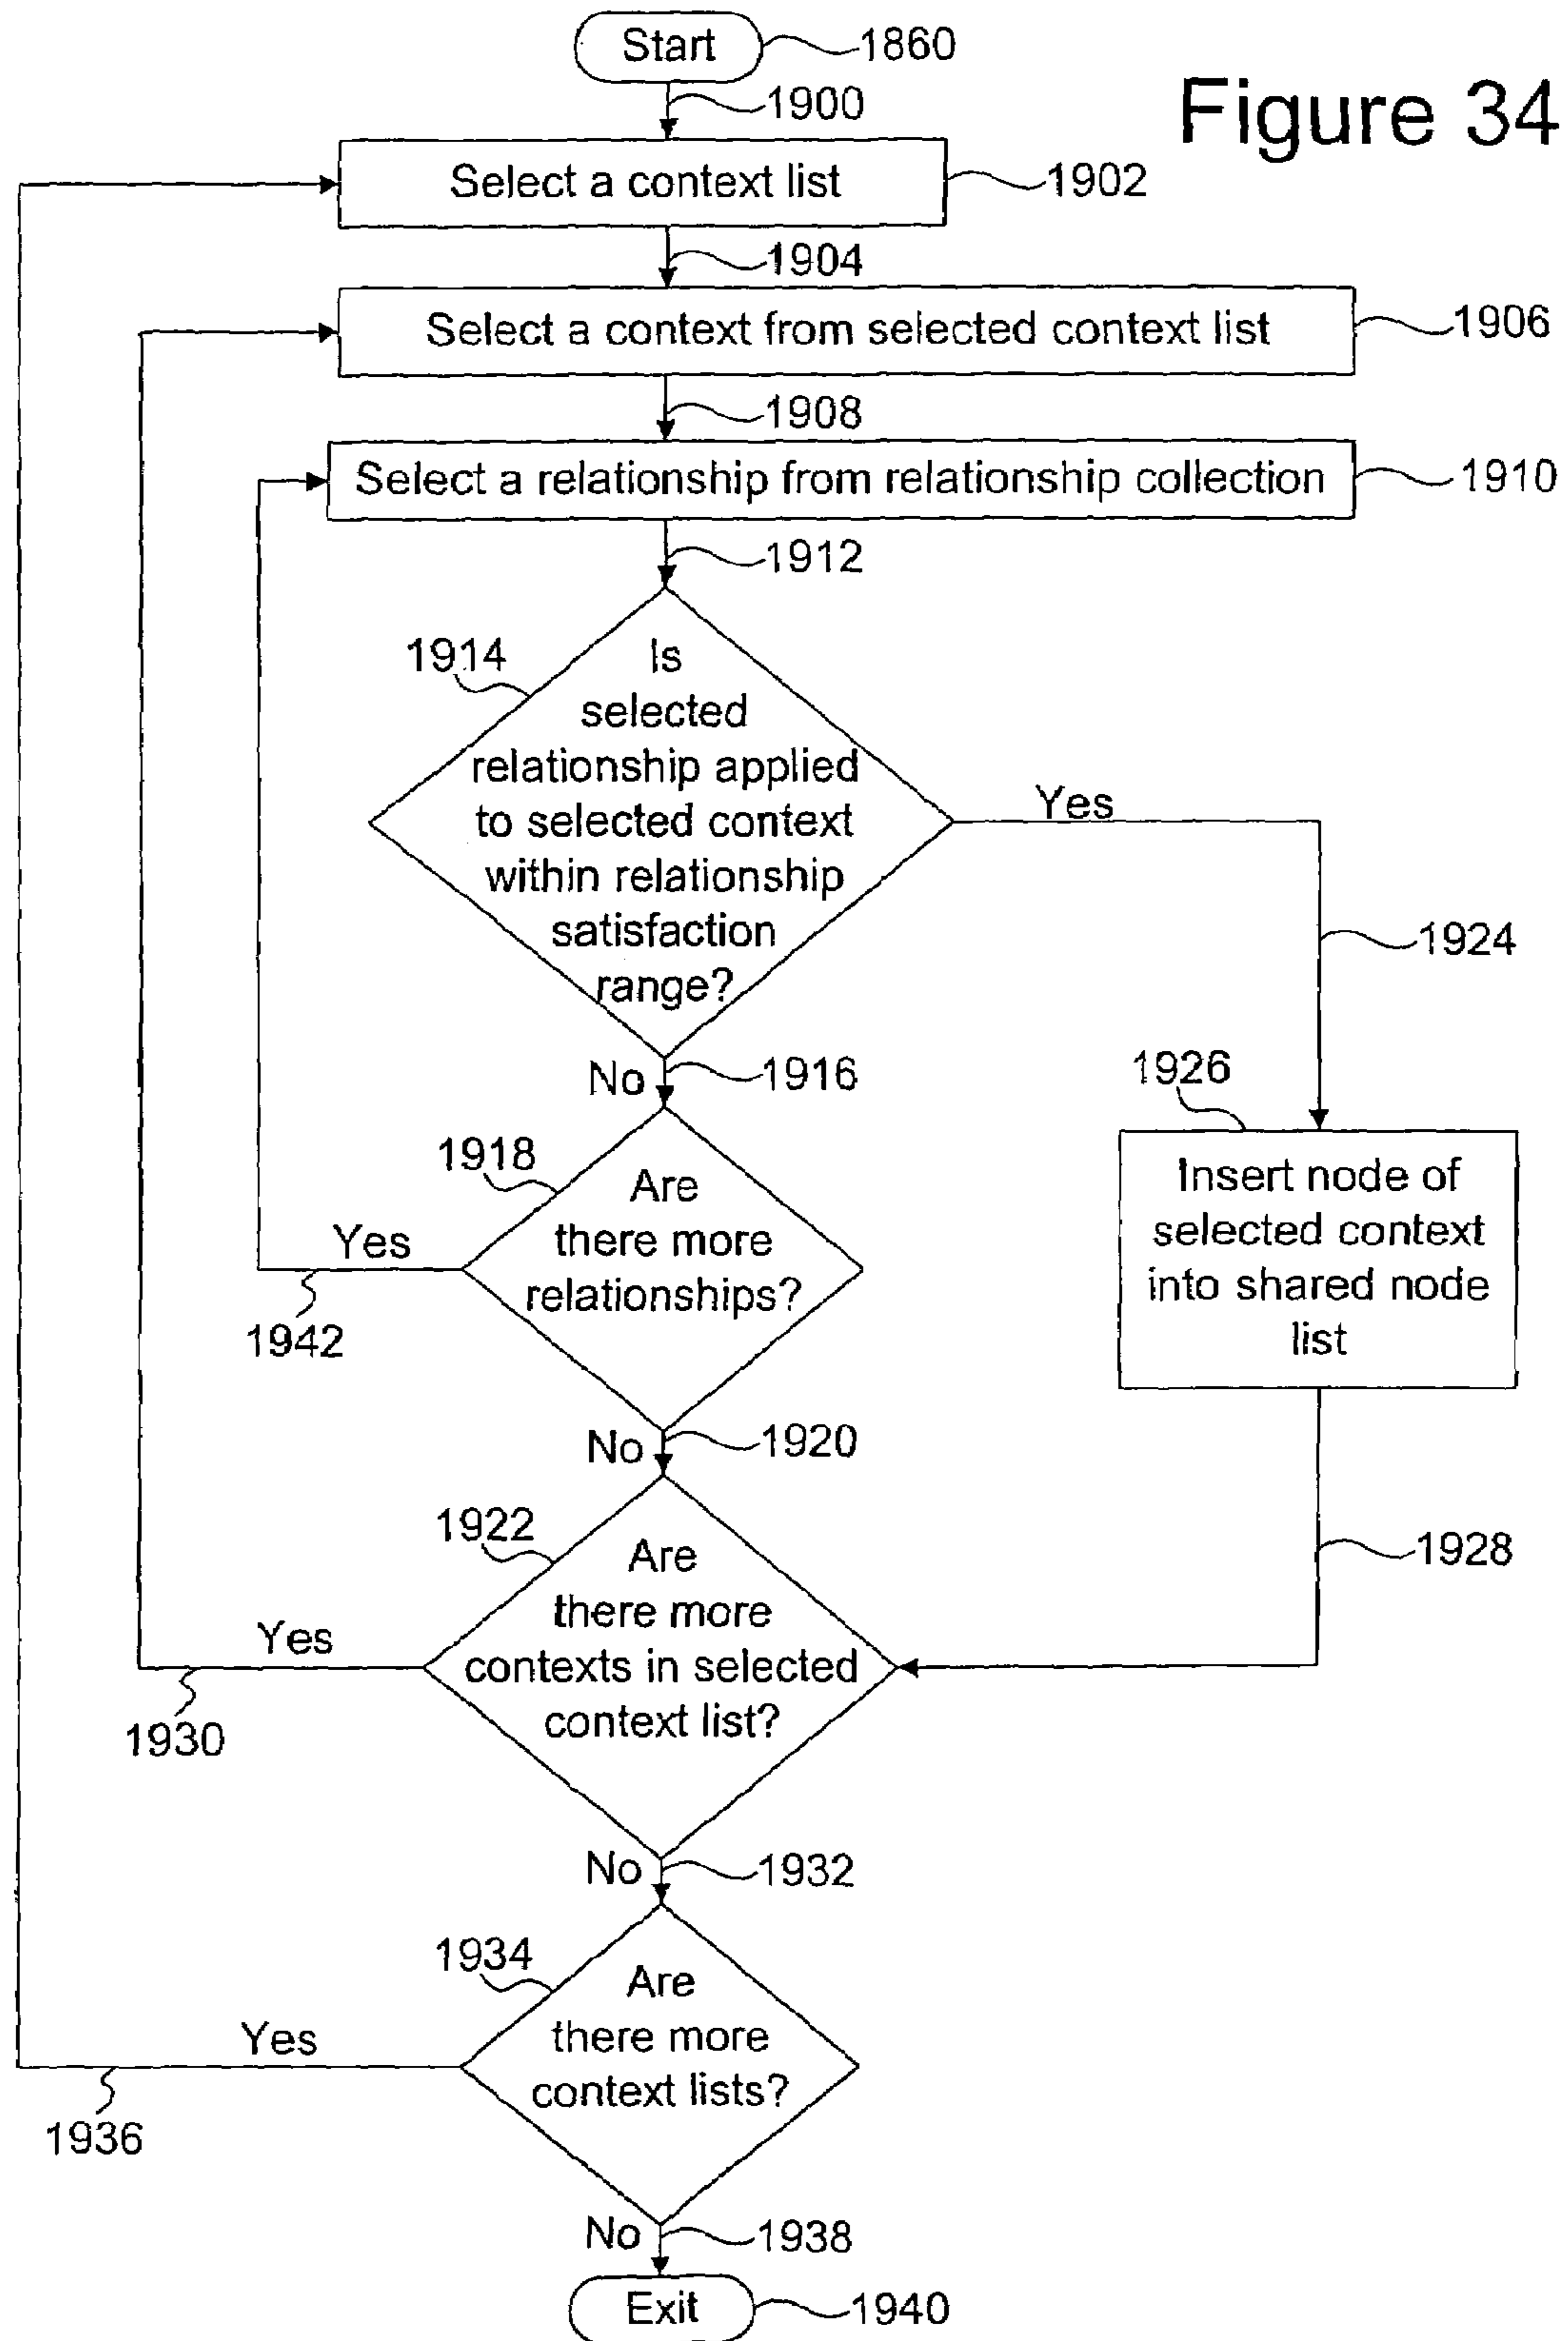 Start
1860
Figure 34
1900
Select a context list
1902
1904
Select a context from selected context list
1906
1908
Select a relationship from relationship collection
1910
1912
1914
Is
selected
relationship applied
to selected context
within relationship
satisfaction
range?
Yes
1924
No
1916
1926
Insert node of
selected context
into shared node
list
1918
Are
there more
relationships?
Yes
1942
No
1920
1922
Are
there more
contexts in selected
context list?
1928
Yes
1930
No
1932
1934
Are
there more
context lists?
Yes
1936
No
1938
Exit
1940